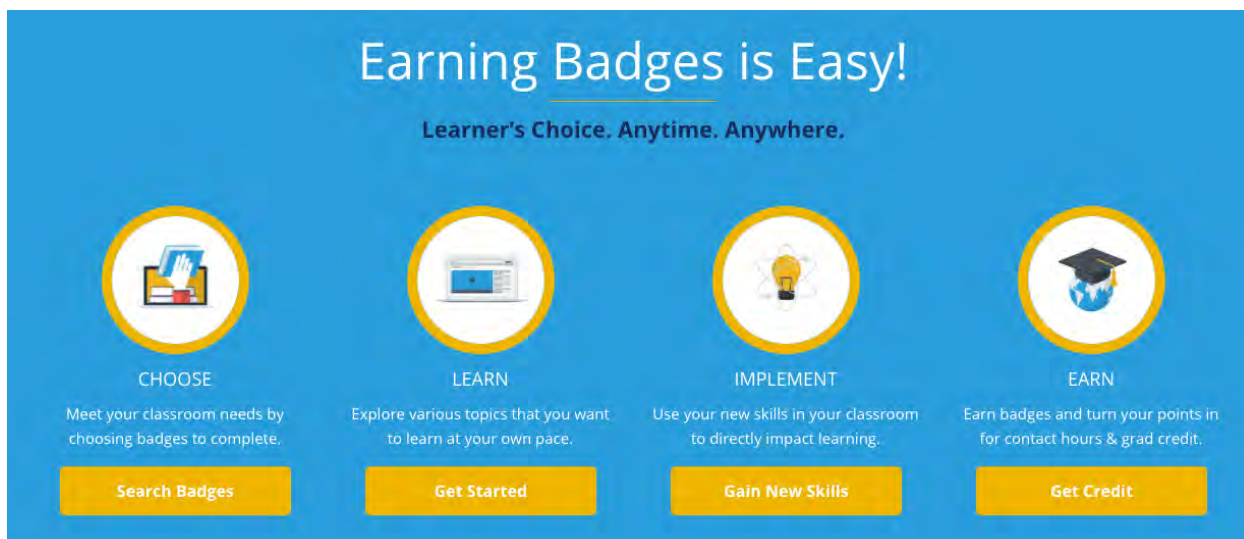 Earning Badges is Easy!
Learner's Choice. Anytime. Anywhere.
CHOOSE
Meet your classroom needs by
choosing badges to complete.
Search Badges
LEARN
Explore various topics that you want
to learn at your own pace.
Get Started
IMPLEMENT
Use your new skills in your classroom
to directly impact learning.
Gain New Skills
EARN
Earn badges and turn your points in
for contact hours & grad credit.
Get Credit